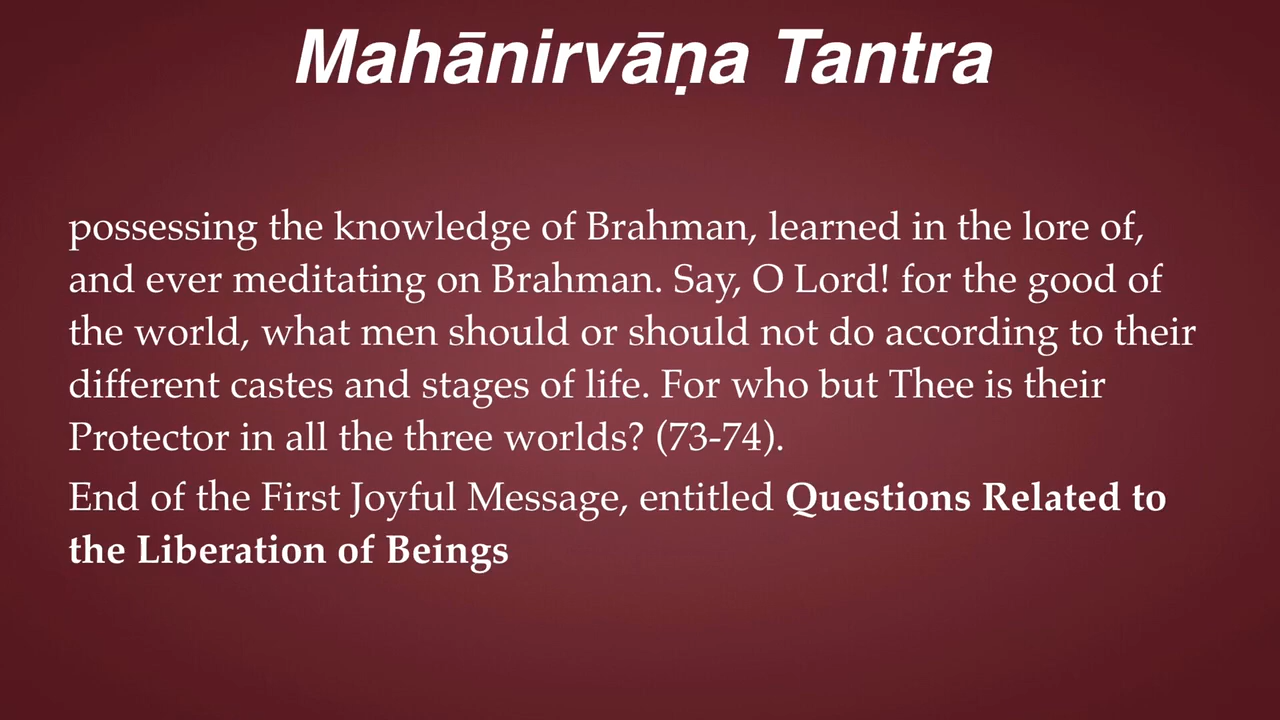 Mahānirvāṇa Tantra
possessing the knowledge of Brahman, learned in the lore of,
and ever meditating on Brahman. Say, O Lord! for the good of
the world, what men should or should not do according to their
different castes and stages of life. For who but Thee is their
Protector in all the three worlds? (73-74).
End of the First Joyful Message, entitled Questions Related to
the Liberation of Beings